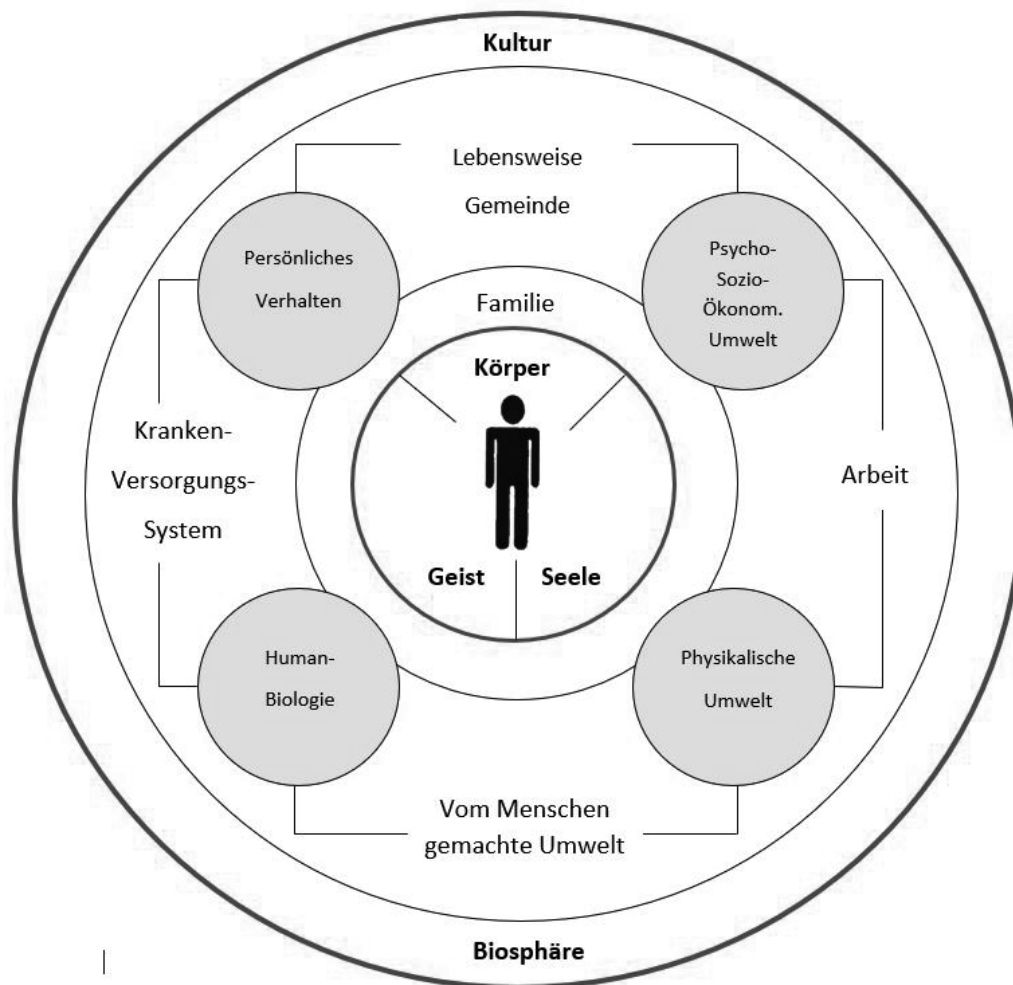 Kultur
Lebensweise
Gemeinde
Persönliches
Verhalten
Psycho-
Sozio-
Ökonom.
Umwelt
Familie
Körper
Kranken-
Versorgungs-
System
Arbeit
Geist
Seele
Human-
Biologie
Physikalische
Umwelt
Vom Menschen
gemachte Umwelt
Biosphäre